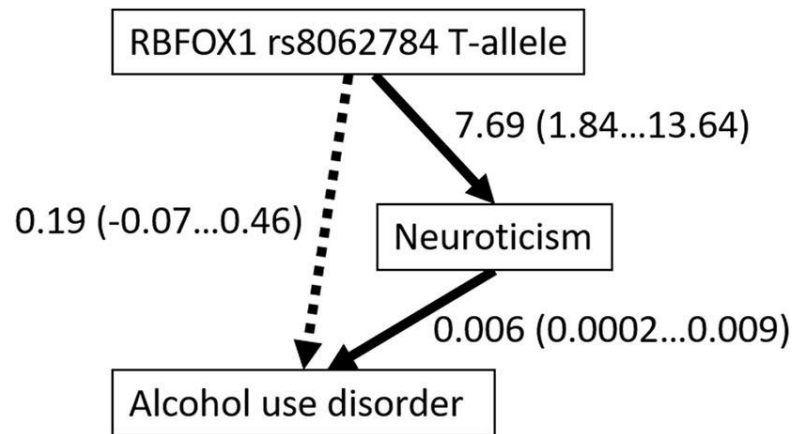 RBFOX1 rs8062784 T-allele
7.69 (1.84...13.64)
0.19 (-0.07...0.46)
Neuroticism
0.006 (0.0002...0.009)
Alcohol use disorder